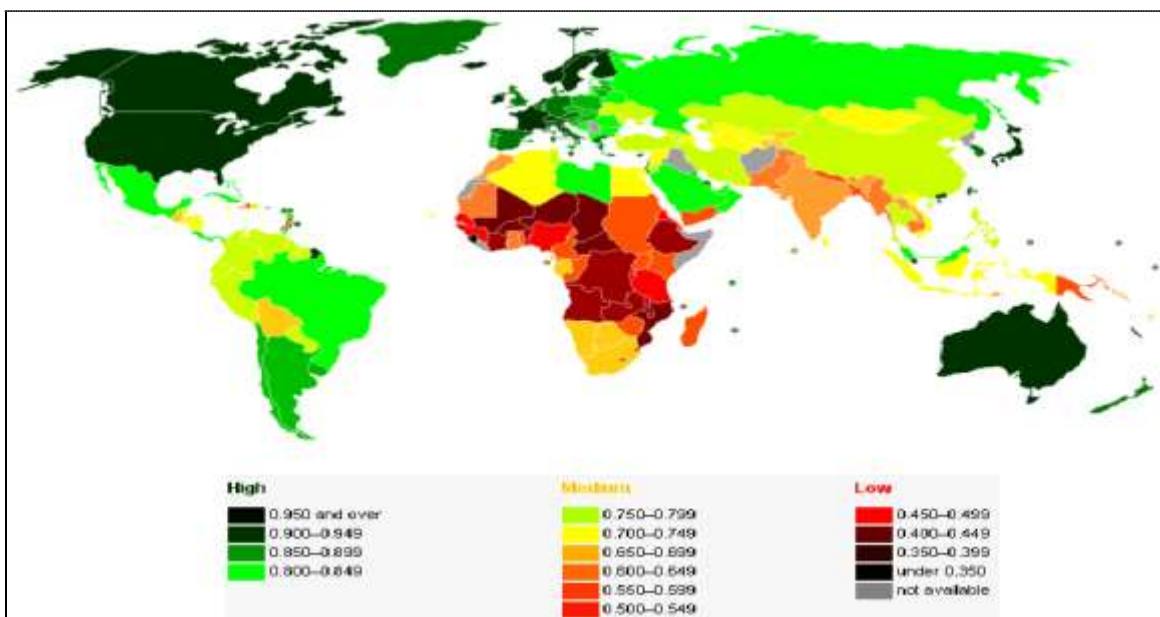 High
0.950 and over
0.900–0.949
0.850–0.899
0.800–0.849
Medium
0.750–0.799
0.700–0.749
0.650–0.699
0.600–0.649
0.550–0.599
0.500–0.549
Low
0.450–0.499
0.400–0.449
0.350–0.399
under 0.350
not available